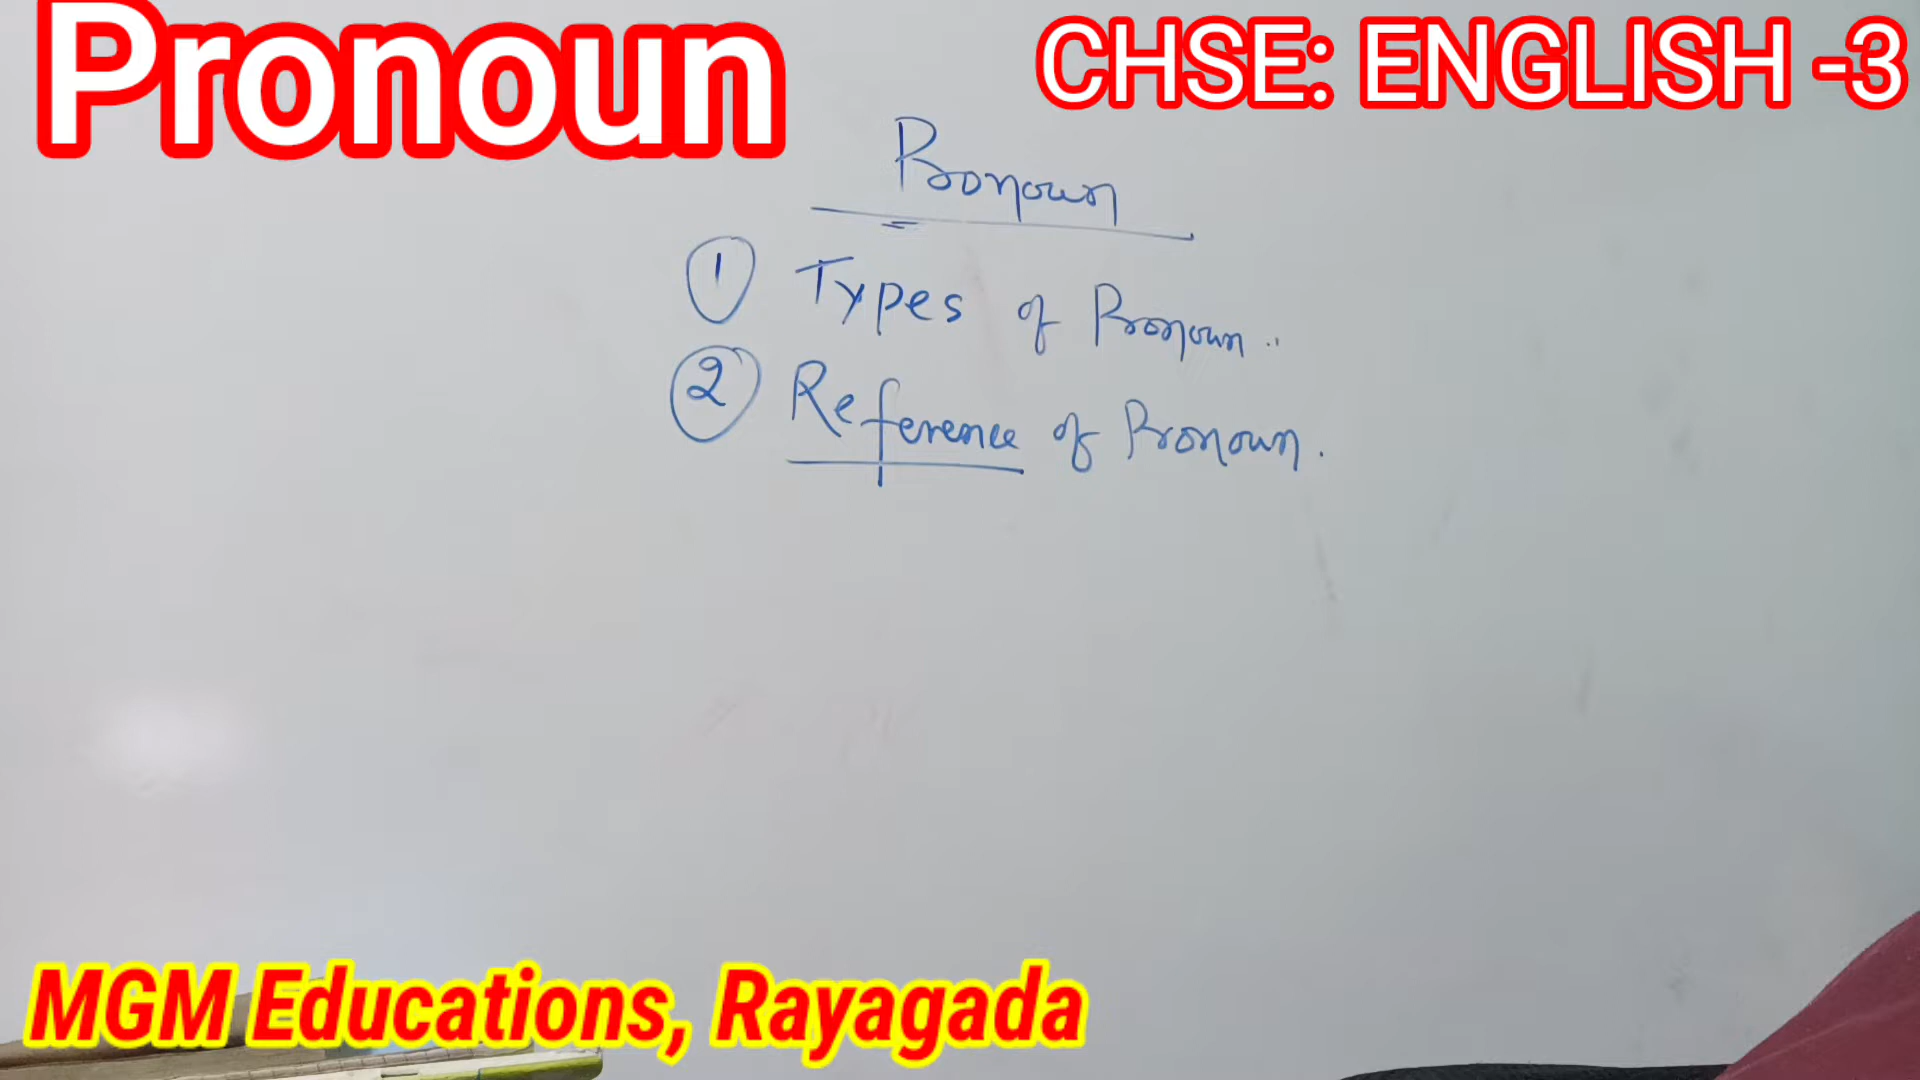 Pronoun
CHSE: ENGLISH -3
Pronoun
1 Types of Pronoun..
2 Reference of Pronoun.
MGM Educations, Rayagada